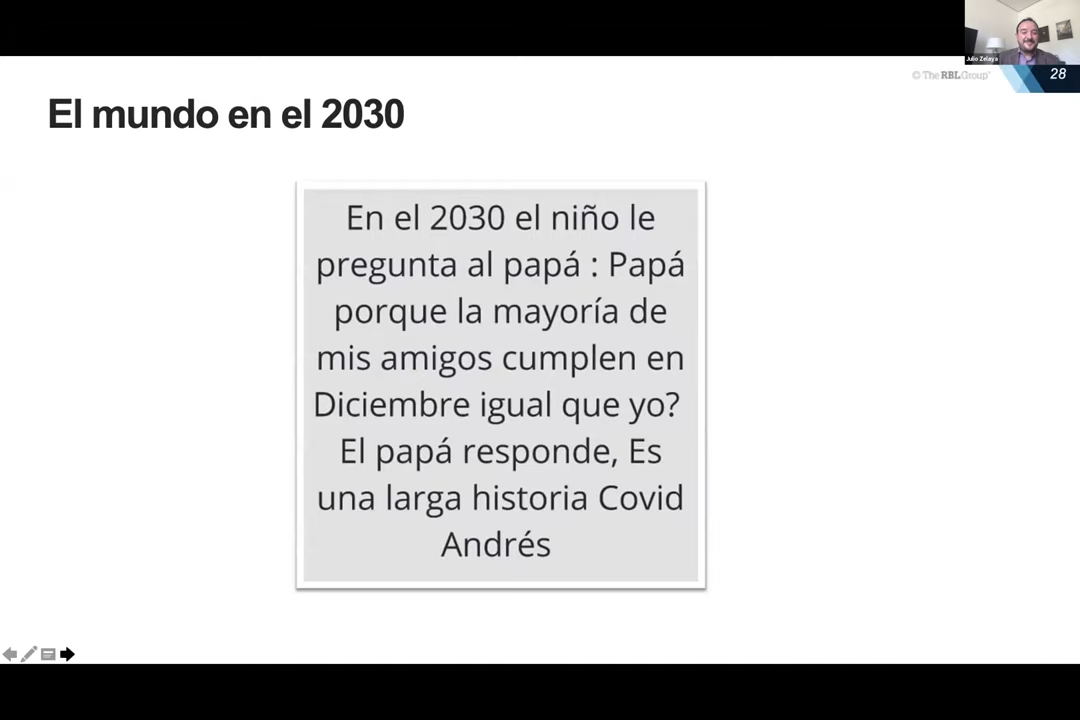 Julio Zelaya
© The RBL Group
28
El mundo en el 2030
En el 2030 el niño le
pregunta al papá : Papá
porque la mayoría de
mis amigos cumplen en
Diciembre igual que yo?
El papá responde, Es
una larga historia Covid
Andrés